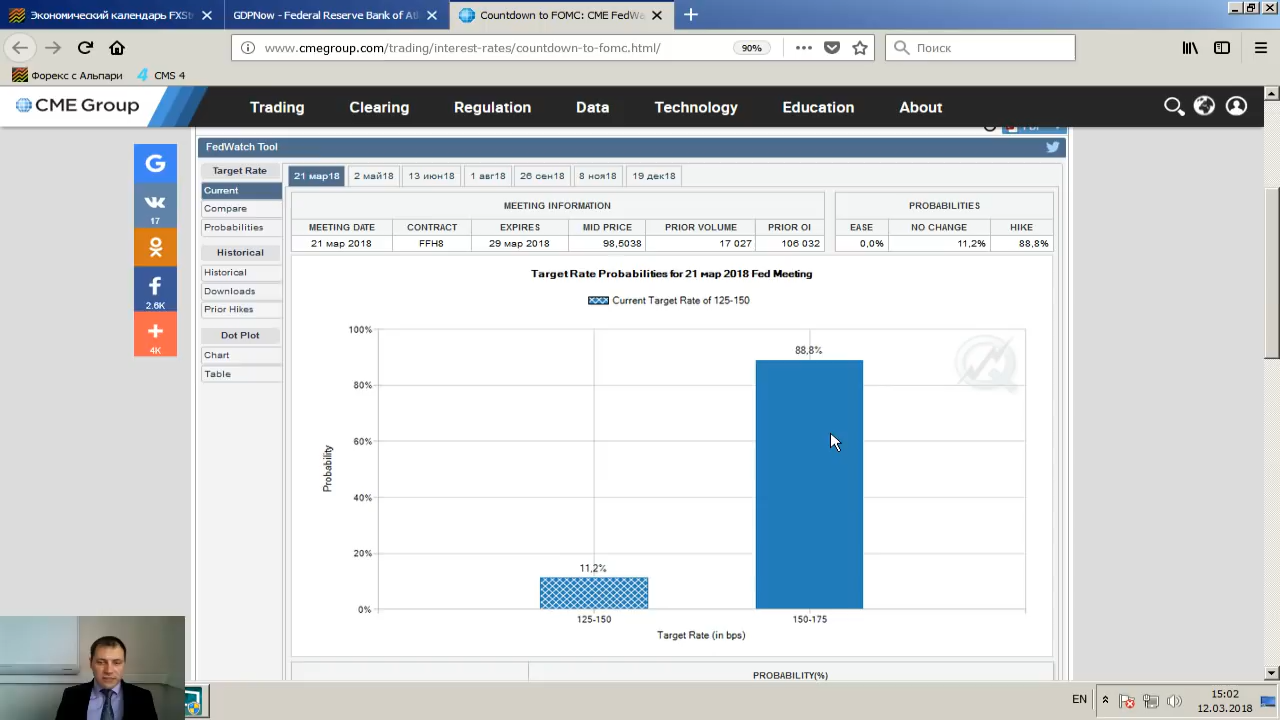 Экономический календарь FXSt
GDPNow - Federal Reserve Bank of Atl
Countdown to FOMC: CME FedWa
www.cmegroup.com/trading/interest-rates/countdown-to-fomc.html/
90%
Поиск
Форекс с Альпари
CMS 4
CME Group
Trading
Clearing
Regulation
Data
Technology
Education
About
FedWatch Tool
G
17
2.6K
4K
Target Rate
Current
Compare
Probabilities
Historical
Historical
Downloads
Prior Hikes
Dot Plot
Chart
Table
21 мар18
2 май18
13 июн18
1 авг18
26 сен18
8 ноя18
19 дек18
MEETING INFORMATION
MEETING DATE CONTRACT EXPIRES MID PRICE PRIOR VOLUME PRIOR OI
21 мар 2018 FFH8 29 мар 2018 98,5038 17 027 106 032
PROBABILITIES
EASE NO CHANGE HIKE
0,0% 11,2% 88,8%
Target Rate Probabilities for 21 мар 2018 Fed Meeting
Current Target Rate of 125-150
100%
80%
60%
40%
20%
0%
Probability
88,8%
11,2%
125-150
150-175
Target Rate (in bps)
PROBABILITY(%)
EN
15:02
12.03.2018